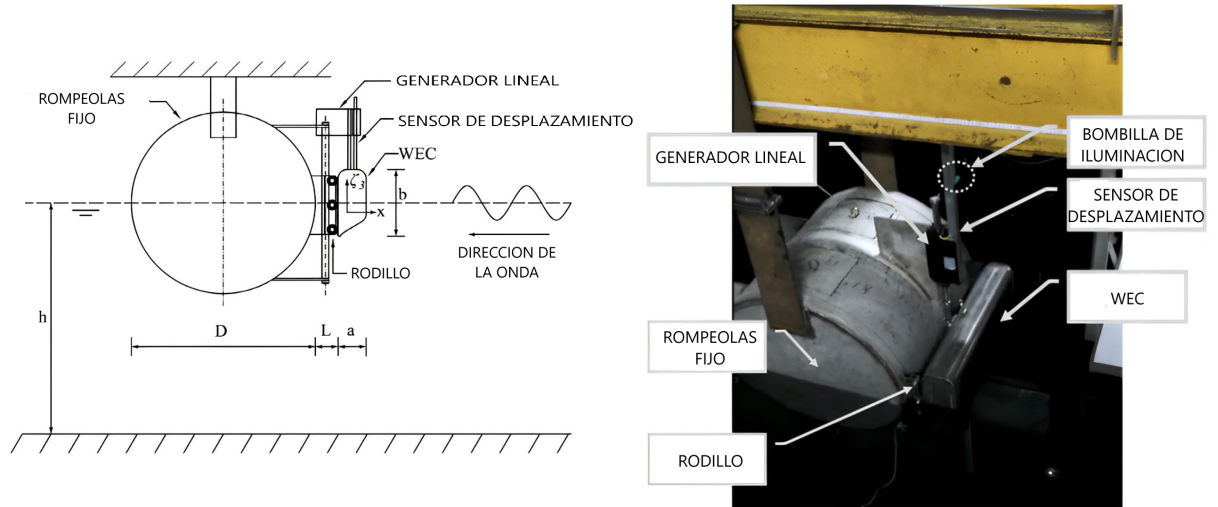 GENERADOR LINEAL
ROMPEOLAS
FIJO
SENSOR DE DESPLAZAMIENTO
WEC
ζ3
b
x
DIRECCION DE
LA ONDA
RODILLO
h
D
L
a
GENERADOR LINEAL
BOMBILLA DE
ILUMINACION
SENSOR DE
DESPLAZAMIENTO
WEC
ROMPEOLAS
FIJO
RODILLO